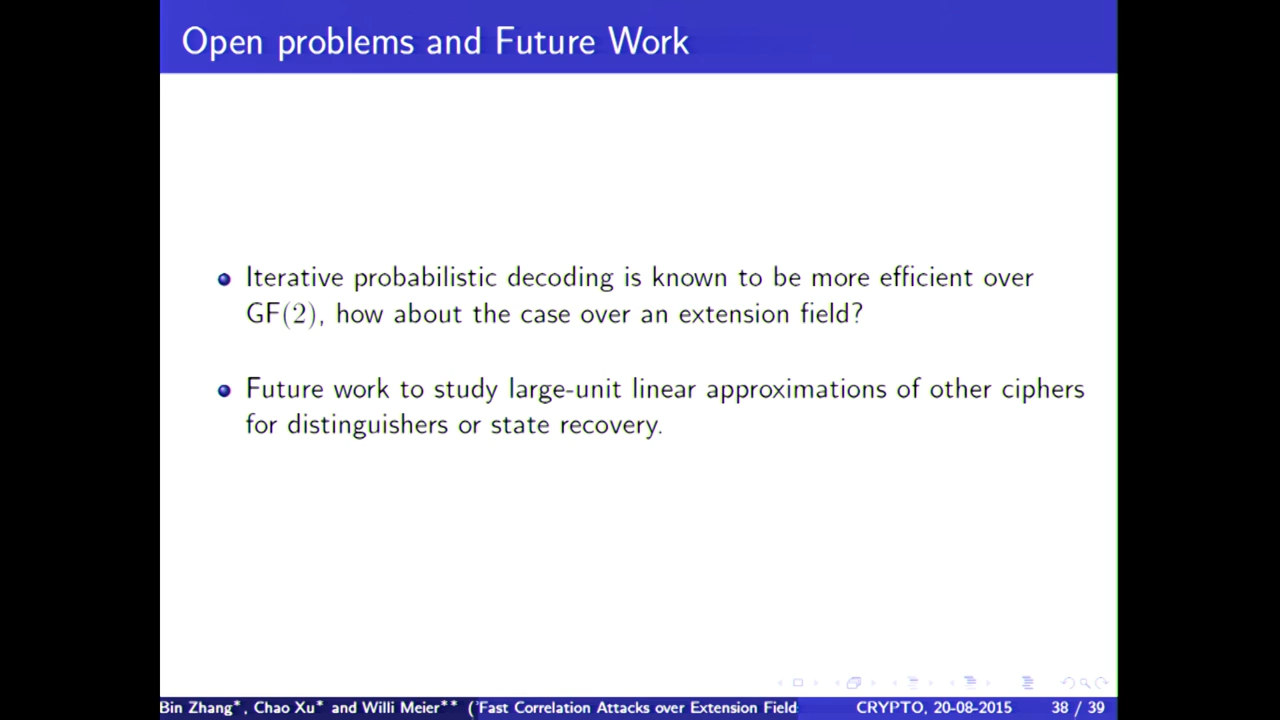 Open problems and Future Work
Iterative probabilistic decoding is known to be more efficient over
GF(2), how about the case over an extension field?
Future work to study large-unit linear approximations of other ciphers
for distinguishers or state recovery.
Bin Zhang*, Chao Xu* and Willi Meier** ('Fast Correlation Attacks over Extension Field CRYPTO, 20-08-2015 38 / 39